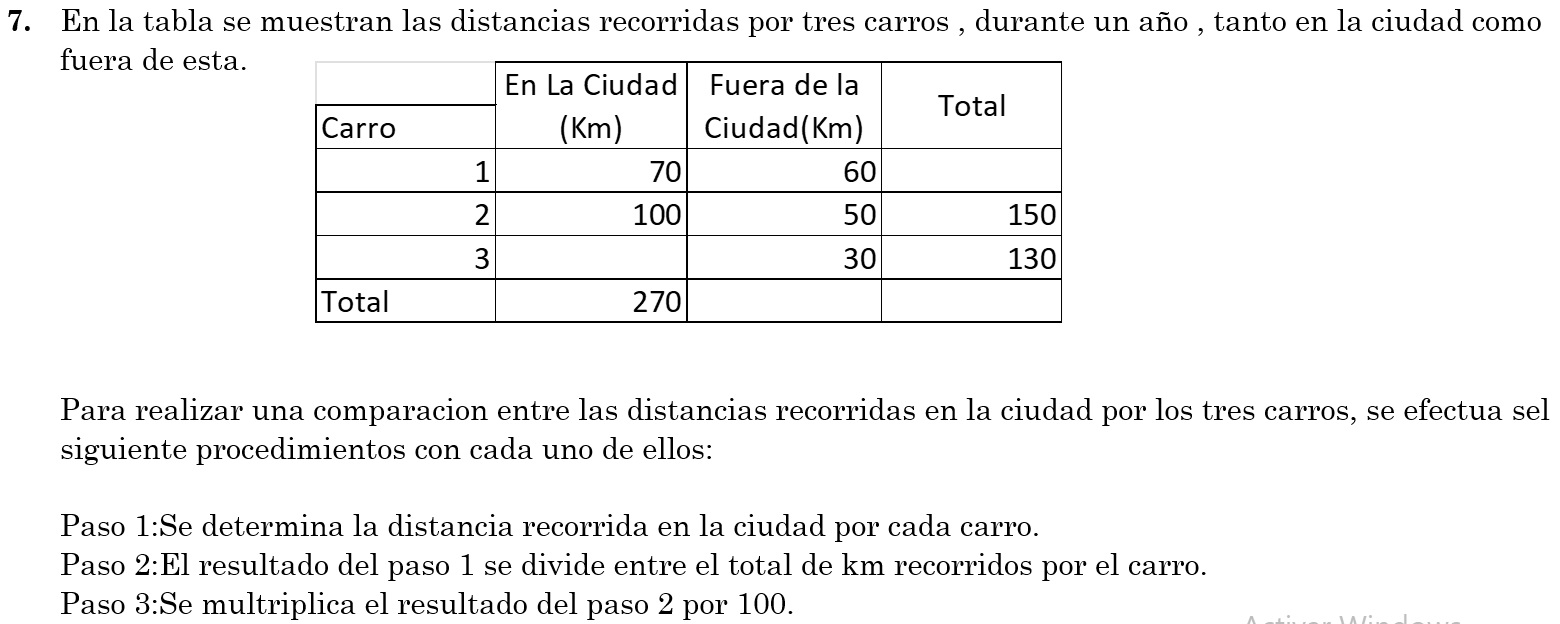 7. En la tabla se muestran las distancias recorridas por tres carros , durante un año , tanto en la ciudad como
fuera de esta.
Carro En La Ciudad (Km) Fuera de la Ciudad(Km) Total
1 70 60
2 100 50 150
3 30 130
Total 270
Para realizar una comparacion entre las distancias recorridas en la ciudad por los tres carros, se efectua sel
siguiente procedimientos con cada uno de ellos:
Paso 1:Se determina la distancia recorrida en la ciudad por cada carro.
Paso 2:El resultado del paso 1 se divide entre el total de km recorridos por el carro.
Paso 3:Se multriplica el resultado del paso 2 por 100.